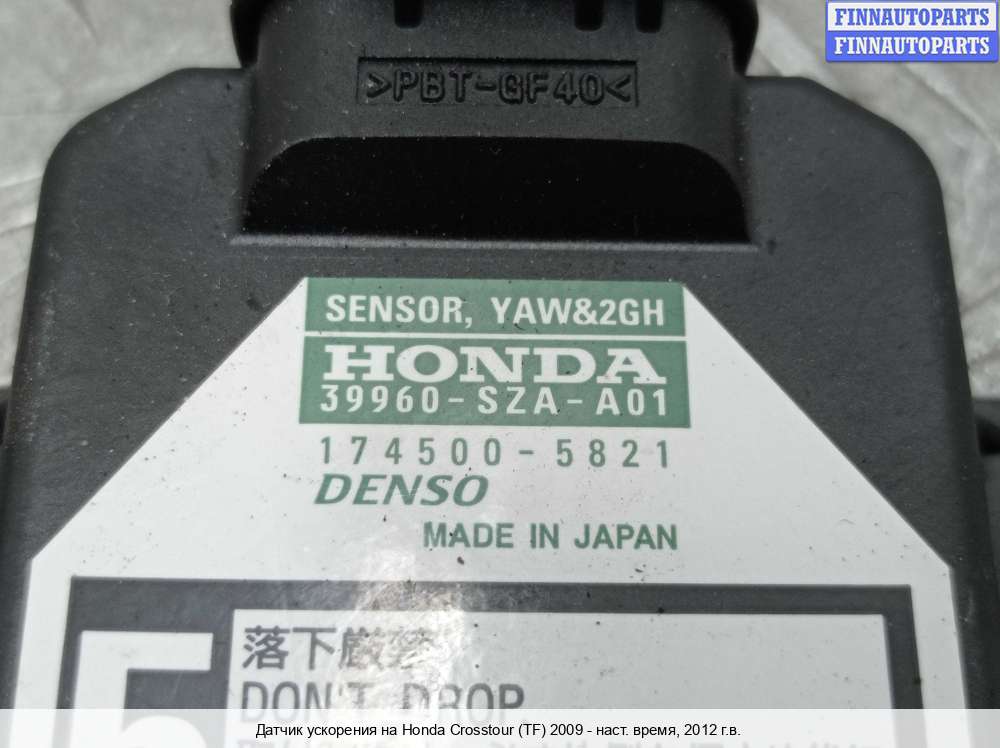 FINNAUTOPARTS
FINNAUTOPARTS
>PBT-GF40<
SENSOR, YAW&2GH
HONDA
39960-SZA-A01
174500-5821
DENSO
MADE IN JAPAN
5
落下厳禁
DON'T DROP
Датчик ускорения на Honda Crosstour (TF) 2009 - наст. время, 2012 г.в.